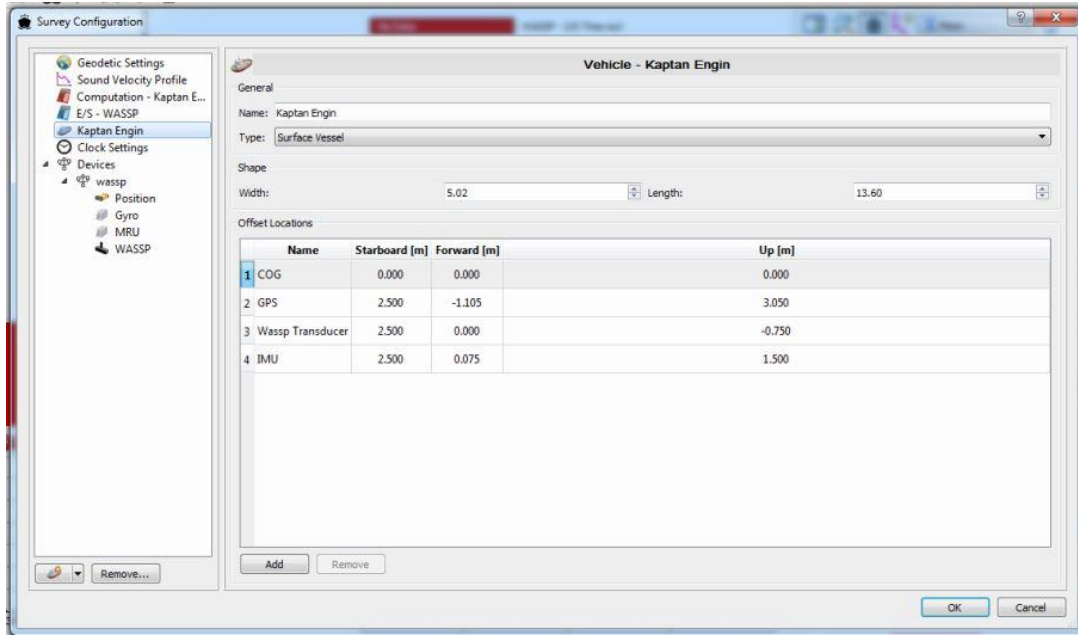 Survey Configuration
Geodetic Settings
Sound Velocity Profile
Computation - Kaptan E...
E/S - WASSP
Kaptan Engin
Clock Settings
Devices
wassp
Position
Gyro
MRU
WASSP
Remove...
Vehicle - Kaptan Engin
General
Name: Kaptan Engin
Type: Surface Vessel
Shape
Width: 5.02 Length: 13.60
Offset Locations
Name Starboard [m] Forward [m] Up [m]
1 COG 0.000 0.000 0.000
2 GPS 2.500 -1.105 3.050
3 Wassp Transducer 2.500 0.000 -0.750
4 IMU 2.500 0.075 1.500
Add Remove
OK Cancel